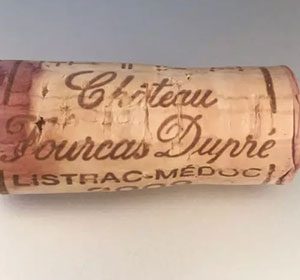 Château
Fourcas Dupré
LISTRAC-MÉDOC